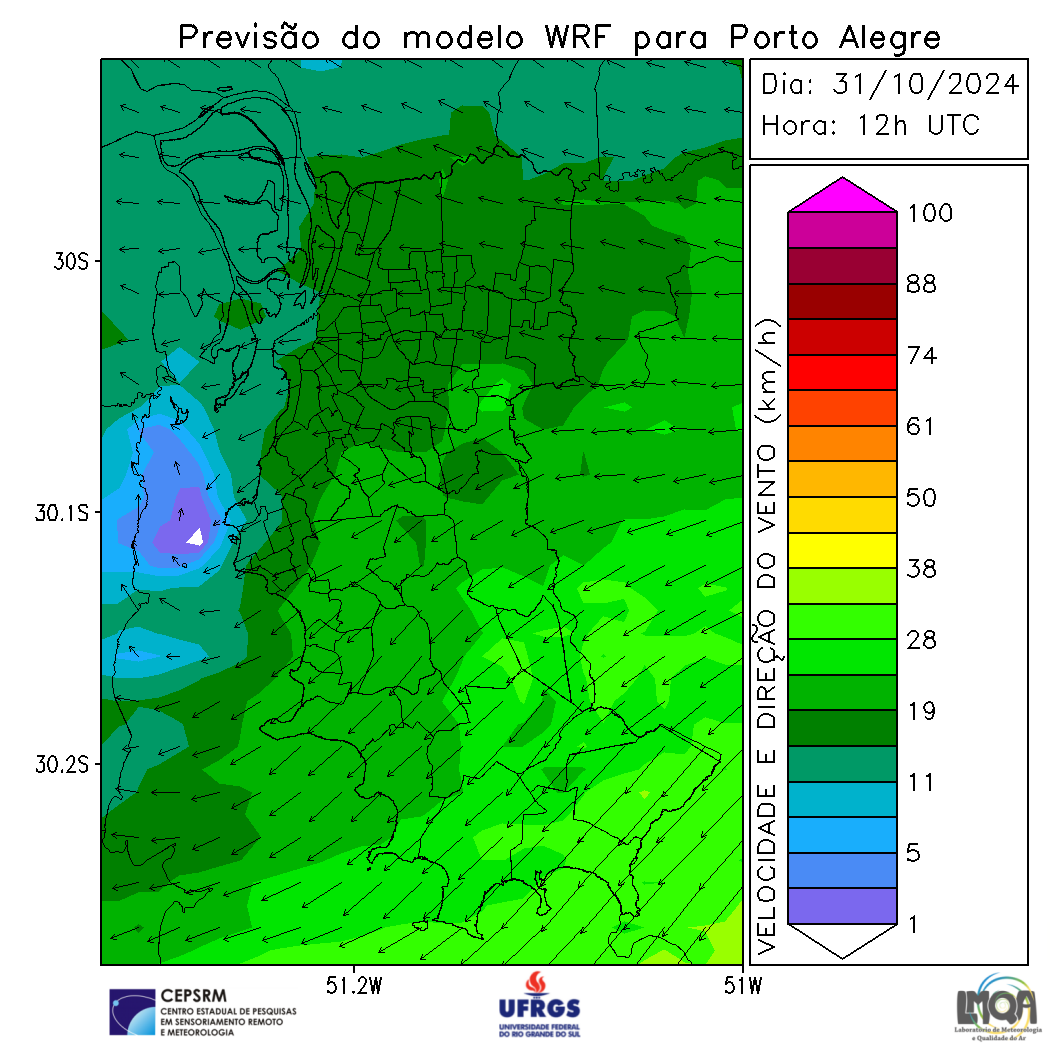 Previsão do modelo WRF para Porto Alegre
Dia: 31/10/2024
Hora: 12h UTC
30S
30.1S
30.2S
51.2W
51W
VELOCIDADE E DIREÇÃO DO VENTO (km/h)
100
88
74
61
50
38
28
19
11
5
1
CEPSRM
CENTRO ESTADUAL DE PESQUISAS
EM SENSORIAMENTO REMOTO
E METEOROLOGIA
UFRGS
UNIVERSIDADE FEDERAL
DO RIO GRANDE DO SUL
LMQA
Laboratório de Meteorologia
e Qualidade do Ar